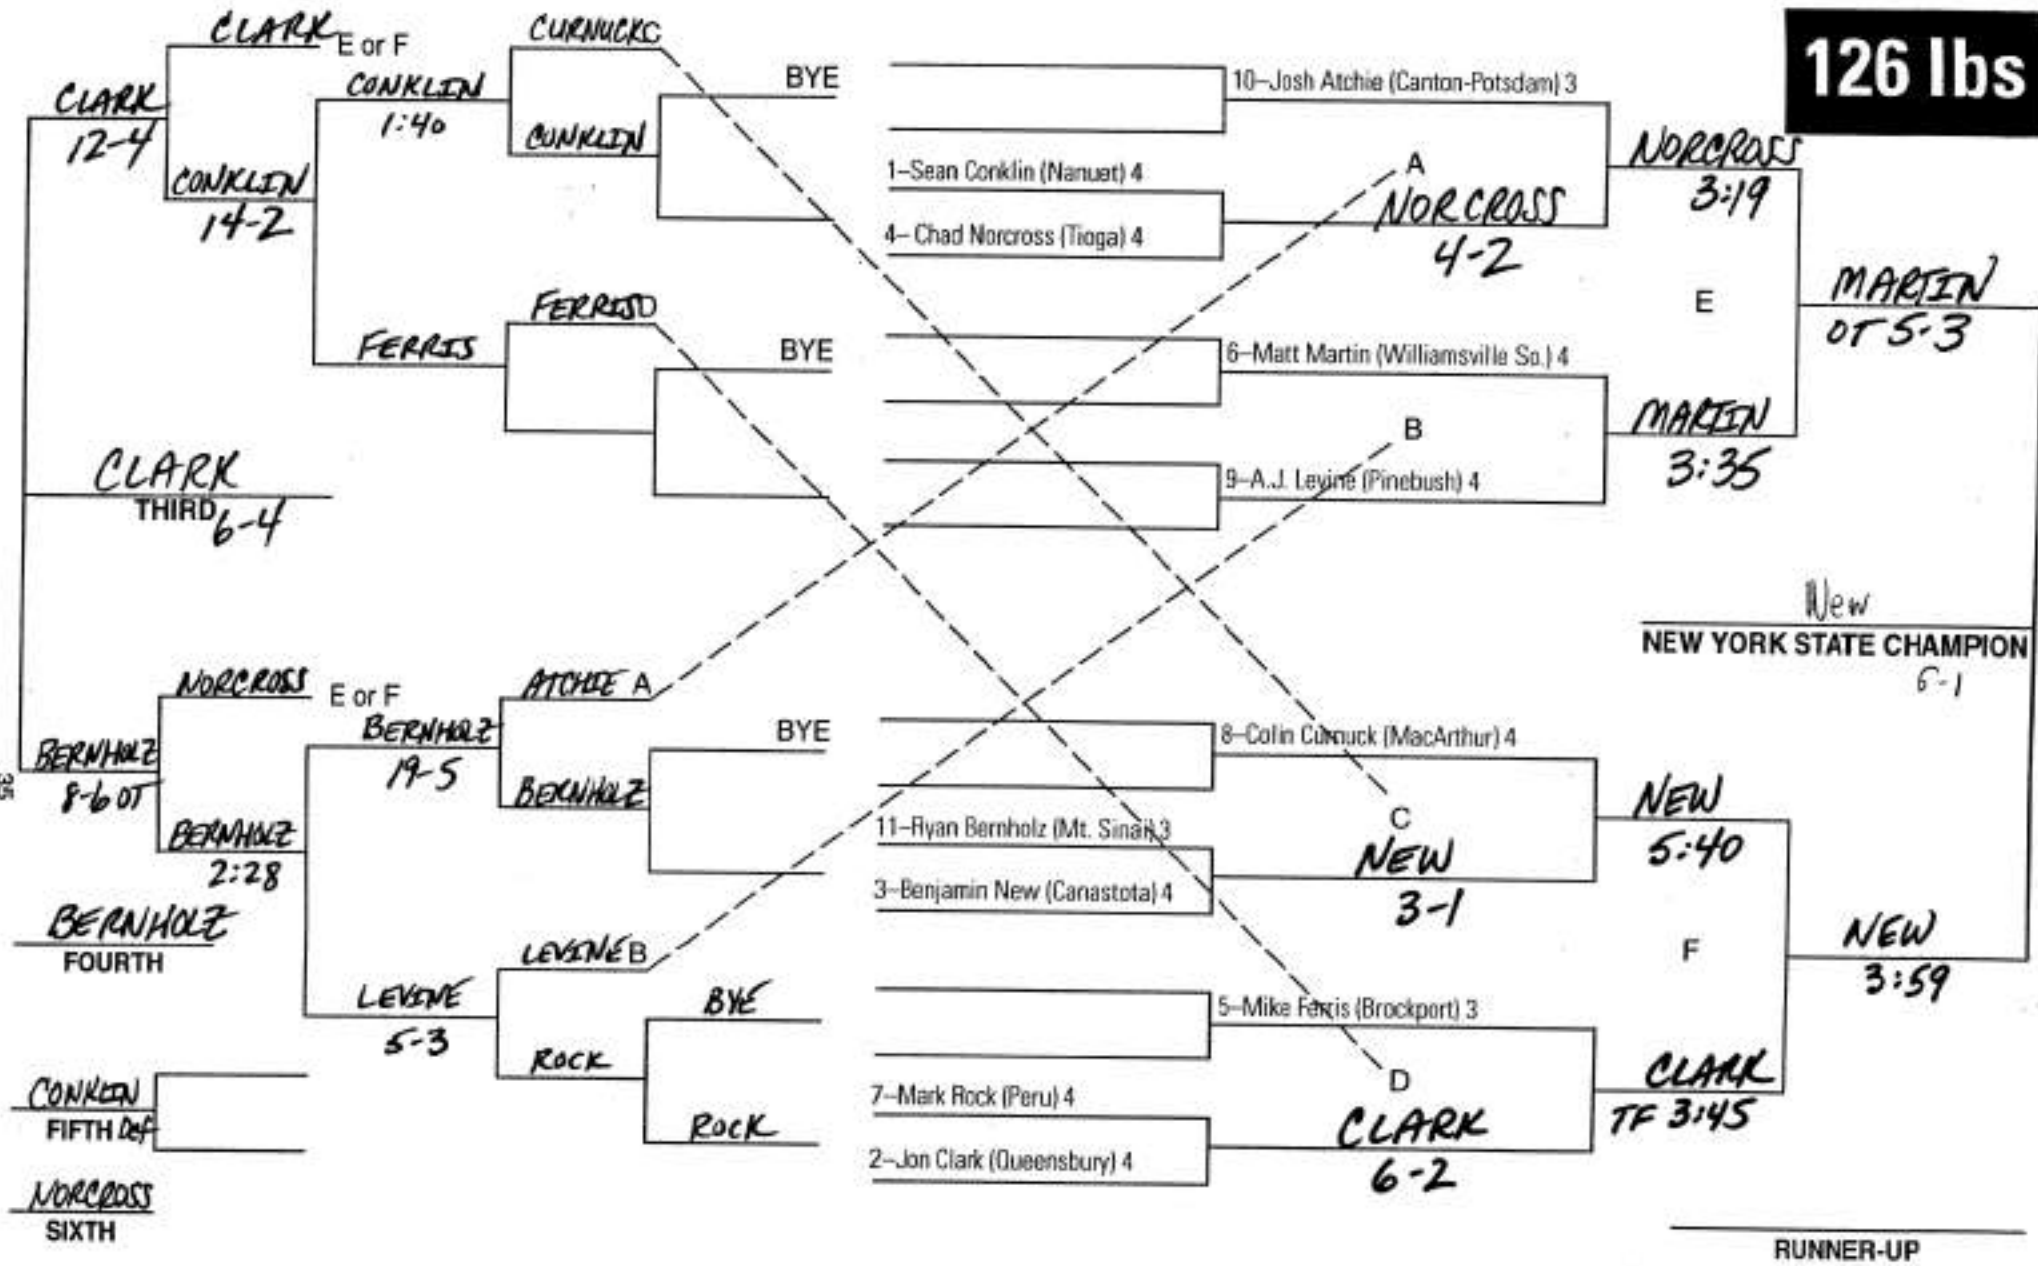 126 lbs
CLARK
E or F
CLARK
12-4
CONKLIN
14-2
CONKLIN
1:40
CURNUCK C
CONKLIN
FERRIS
FERRIS D
BYE
BYE
CLARK
THIRD 6-4
10–Josh Atchie (Canton-Potsdam) 3
1–Sean Conklin (Nanuet) 4
4– Chad Norcross (Tioga) 4
A
NORCROSS
4-2
6–Matt Martin (Williamsville So.) 4
B
9–A.J. Levine (Pinebush) 4
NORCROSS
3:19
E
MARTIN
3:35
MARTIN
OT 5-3
New
NEW YORK STATE CHAMPION
6-1
NORCROSS
E or F
BERNHOLZ
8-6 OT
BERNHOLZ
2:28
BERNHOLZ
19-5
ATCHIE A
BERNHOLZ
BYE
35
BERNHOLZ
FOURTH
LEVINE
5-3
LEVINE B
ROCK
BYE
ROCK
8–Colin Curnuck (MacArthur) 4
11–Ryan Bernholz (Mt. Sinai) 3
3–Benjamin New (Canastota) 4
C
NEW
3-1
5–Mike Ferris (Brockport) 3
7–Mark Rock (Peru) 4
2–Jon Clark (Queensbury) 4
D
CLARK
6-2
NEW
5:40
F
CLARK
TF 3:45
NEW
3:59
CONKLIN
FIFTH Def
NORCROSS
SIXTH
RUNNER-UP